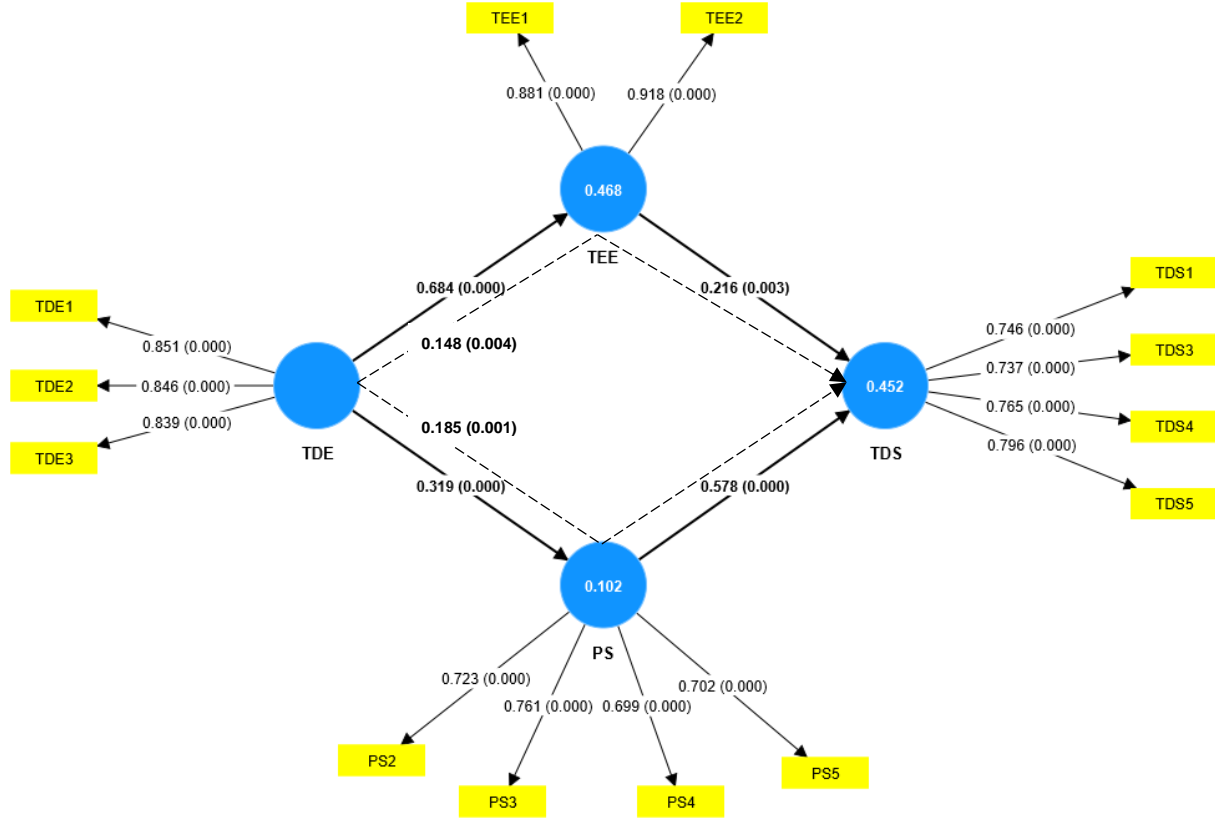 TEE1
TEE2
0.881 (0.000)
0.918 (0.000)
0.468
TEE
0.684 (0.000)
0.216 (0.003)
TDE1
TDE2
TDE3
0.851 (0.000)
0.846 (0.000)
0.839 (0.000)
TDE
0.148 (0.004)
0.185 (0.001)
0.452
TDS
0.746 (0.000)
0.737 (0.000)
0.765 (0.000)
0.796 (0.000)
TDS1
TDS3
TDS4
TDS5
0.319 (0.000)
0.578 (0.000)
0.102
PS
0.723 (0.000)
0.761 (0.000)
0.699 (0.000)
0.702 (0.000)
PS2
PS3
PS4
PS5